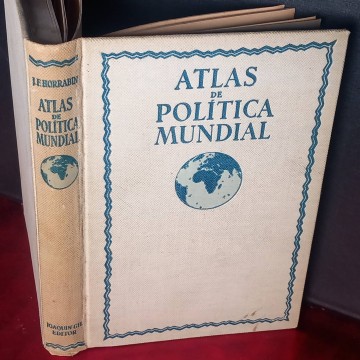 J.F. HORRABIN
ATLAS
DE
POLÍTICA
MUNDIAL
JOAQUIN GIL
EDITOR
ATLAS
DE
POLÍTICA
MUNDIAL